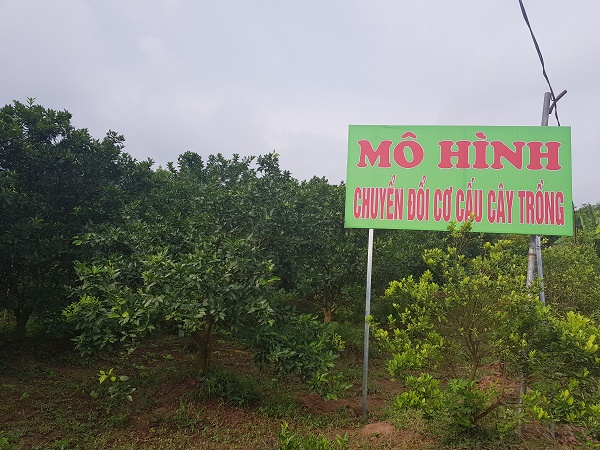 MÔ HÌNH
CHUYỂN ĐỔI CƠ CẤU CÂY TRỒNG